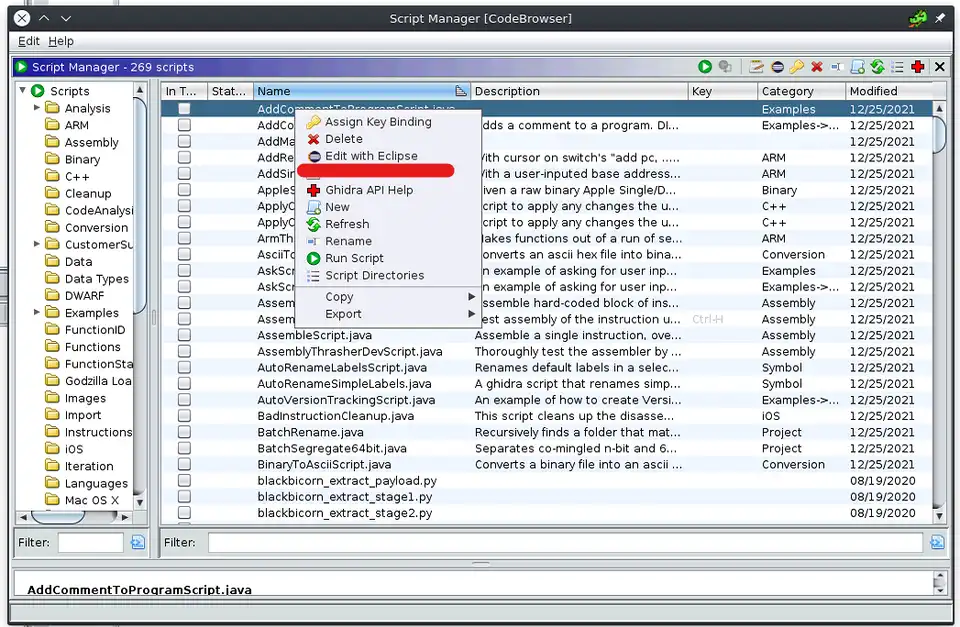 Script Manager [CodeBrowser]
Edit Help
Script Manager - 269 scripts
Scripts
Analysis
ARM
Assembly
Binary
C++
Cleanup
CodeAnalysi
Conversion
CustomerSu
Data
Data Types
DWARF
Examples
FunctionID
Functions
FunctionSta
Godzilla Loa
Images
Import
Instructions
iOS
Iteration
Languages
Mac OS X
Filter:
In T... Stat... Name Description Key Category Modified
AddCommentToProgramScript.java Examples 12/25/2021
AddCo dds a comment to a program. DI... Examples->... 12/25/2021
AddMa 12/25/2021
AddRe With cursor on switch's "add pc, ..... ARM 12/25/2021
AddSin With a user-inputed base address... ARM 12/25/2021
AppleS iven a raw binary Apple Single/D... Binary 12/25/2021
ApplyC cript to apply any changes the u... C++ 12/25/2021
ApplyC cript to apply any changes the u... C++ 12/25/2021
ArmTh akes functions out of a run of se... ARM 12/25/2021
AsciiTo onverts an ascii hex file into bina... Conversion 12/25/2021
AskScr n example of asking for user inp... Examples 12/25/2021
AskScr n example of asking for user inp... Examples->... 12/25/2021
Assem ssemble hard-coded block of ins... Assembly 12/25/2021
Assem est assembly of the instruction u... Ctrl-H Assembly 12/25/2021
AssembleScript.java Assemble a single instruction, ove... Assembly 12/25/2021
AssemblyThrasherDevScript.java Thoroughly test the assembler by ... Assembly 12/25/2021
AutoRenameLabelsScript.java Renames default labels in a selec... Symbol 12/25/2021
AutoRenameSimpleLabels.java A ghidra script that renames simp... Symbol 12/25/2021
AutoVersionTrackingScript.java An example of how to create Versi... Examples->... 12/25/2021
BadInstructionCleanup.java This script cleans up the disasse... iOS 12/25/2021
BatchRename.java Recursively finds a folder that mat... Project 12/25/2021
BatchSegregate64bit.java Separates co-mingled n-bit and 6... Project 12/25/2021
BinaryToAsciiScript.java Converts a binary file into an ascii ... Conversion 12/25/2021
blackbicorn_extract_payload.py 08/19/2020
blackbicorn_extract_stage1.py 08/19/2020
blackbicorn_extract_stage2.py 08/19/2020
Filter:
Assign Key Binding
Delete
Edit with Eclipse
Ghidra API Help
New
Refresh
Rename
Run Script
Script Directories
Copy
Export
AddCommentToProgramScript.java